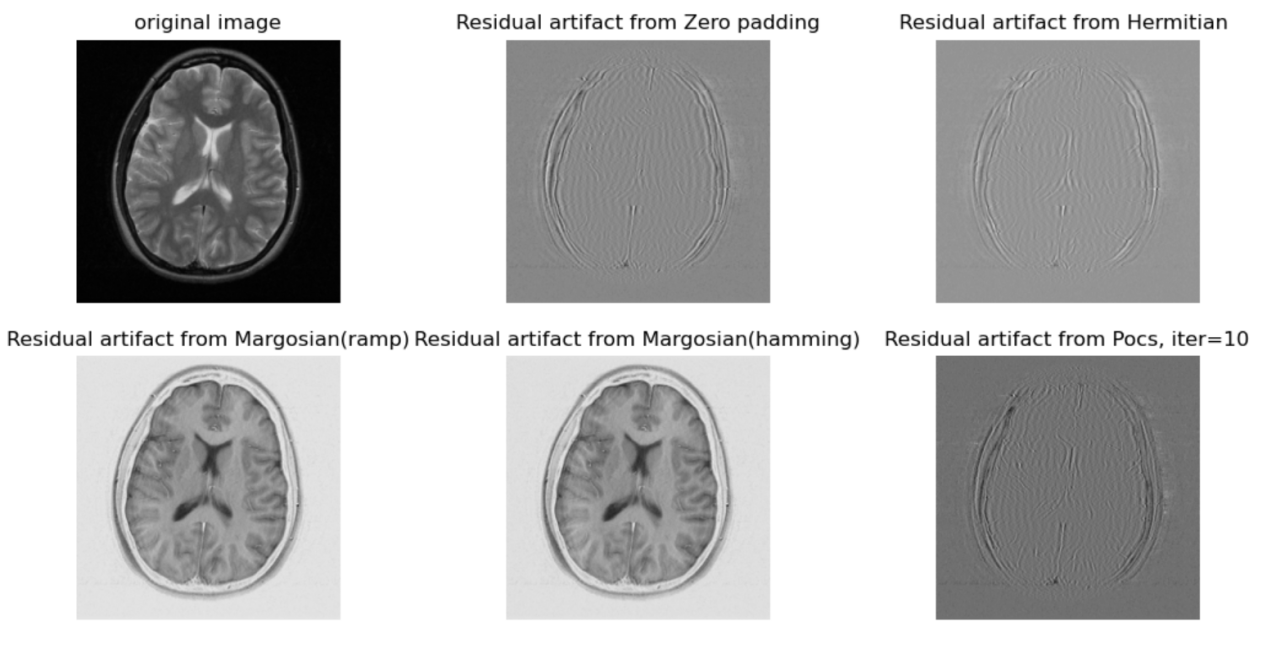 original image
Residual artifact from Zero padding
Residual artifact from Hermitian
Residual artifact from Margosian(ramp)
Residual artifact from Margosian(hamming)
Residual artifact from Pocs, iter=10